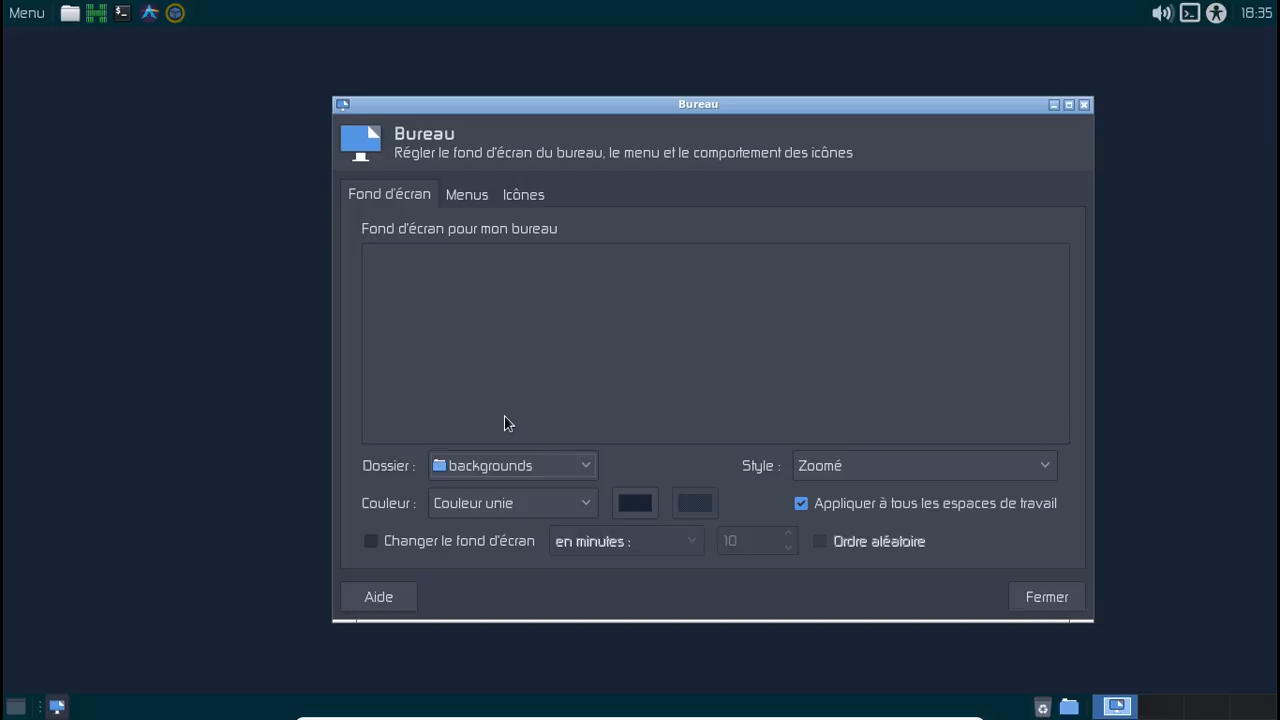 Menu
18:35
Bureau
Bureau
Régler le fond d'écran du bureau, le menu et le comportement des icônes
Fond d'écran Menus Icônes
Fond d'écran pour mon bureau
Dossier : backgrounds Style : Zoomé
Couleur : Couleur unie Appliquer à tous les espaces de travail
Changer le fond d'écran en minutes : 10 Ordre aléatoire
Aide Fermer